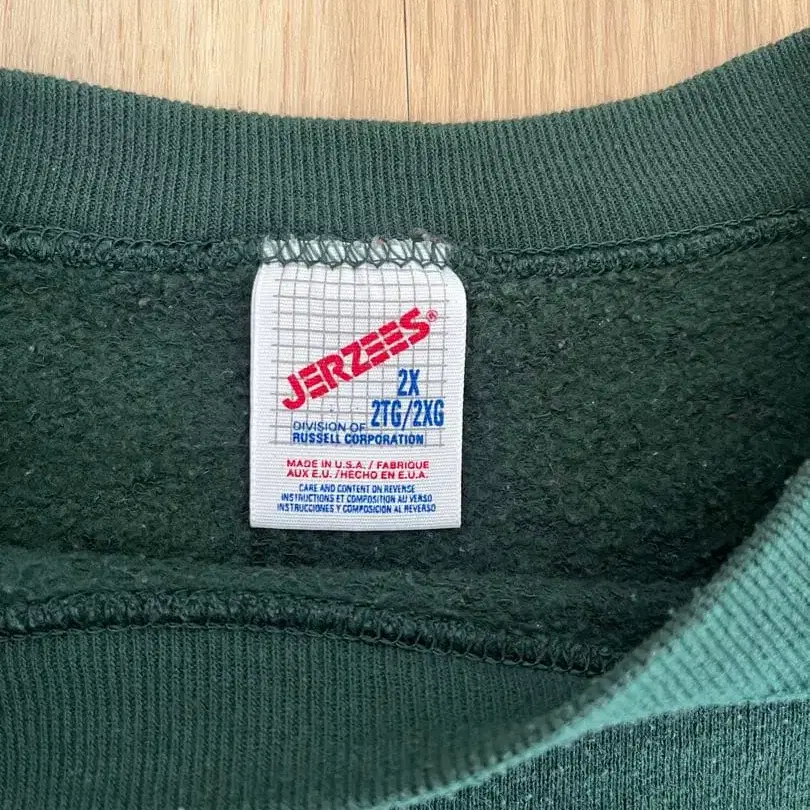 JERZEES®
2X
2TG/2XG
DIVISION OF
RUSSELL CORPORATION
MADE IN U.S.A. / FABRIQUE
AUX E.U. /HECHO EN E.U.A.
CARE AND CONTENT ON REVERSE
INSTRUCTIONS ET COMPOSITION AU VERSO
INSTRUCCIONES Y COMPOSICIÓN AL REVERSO